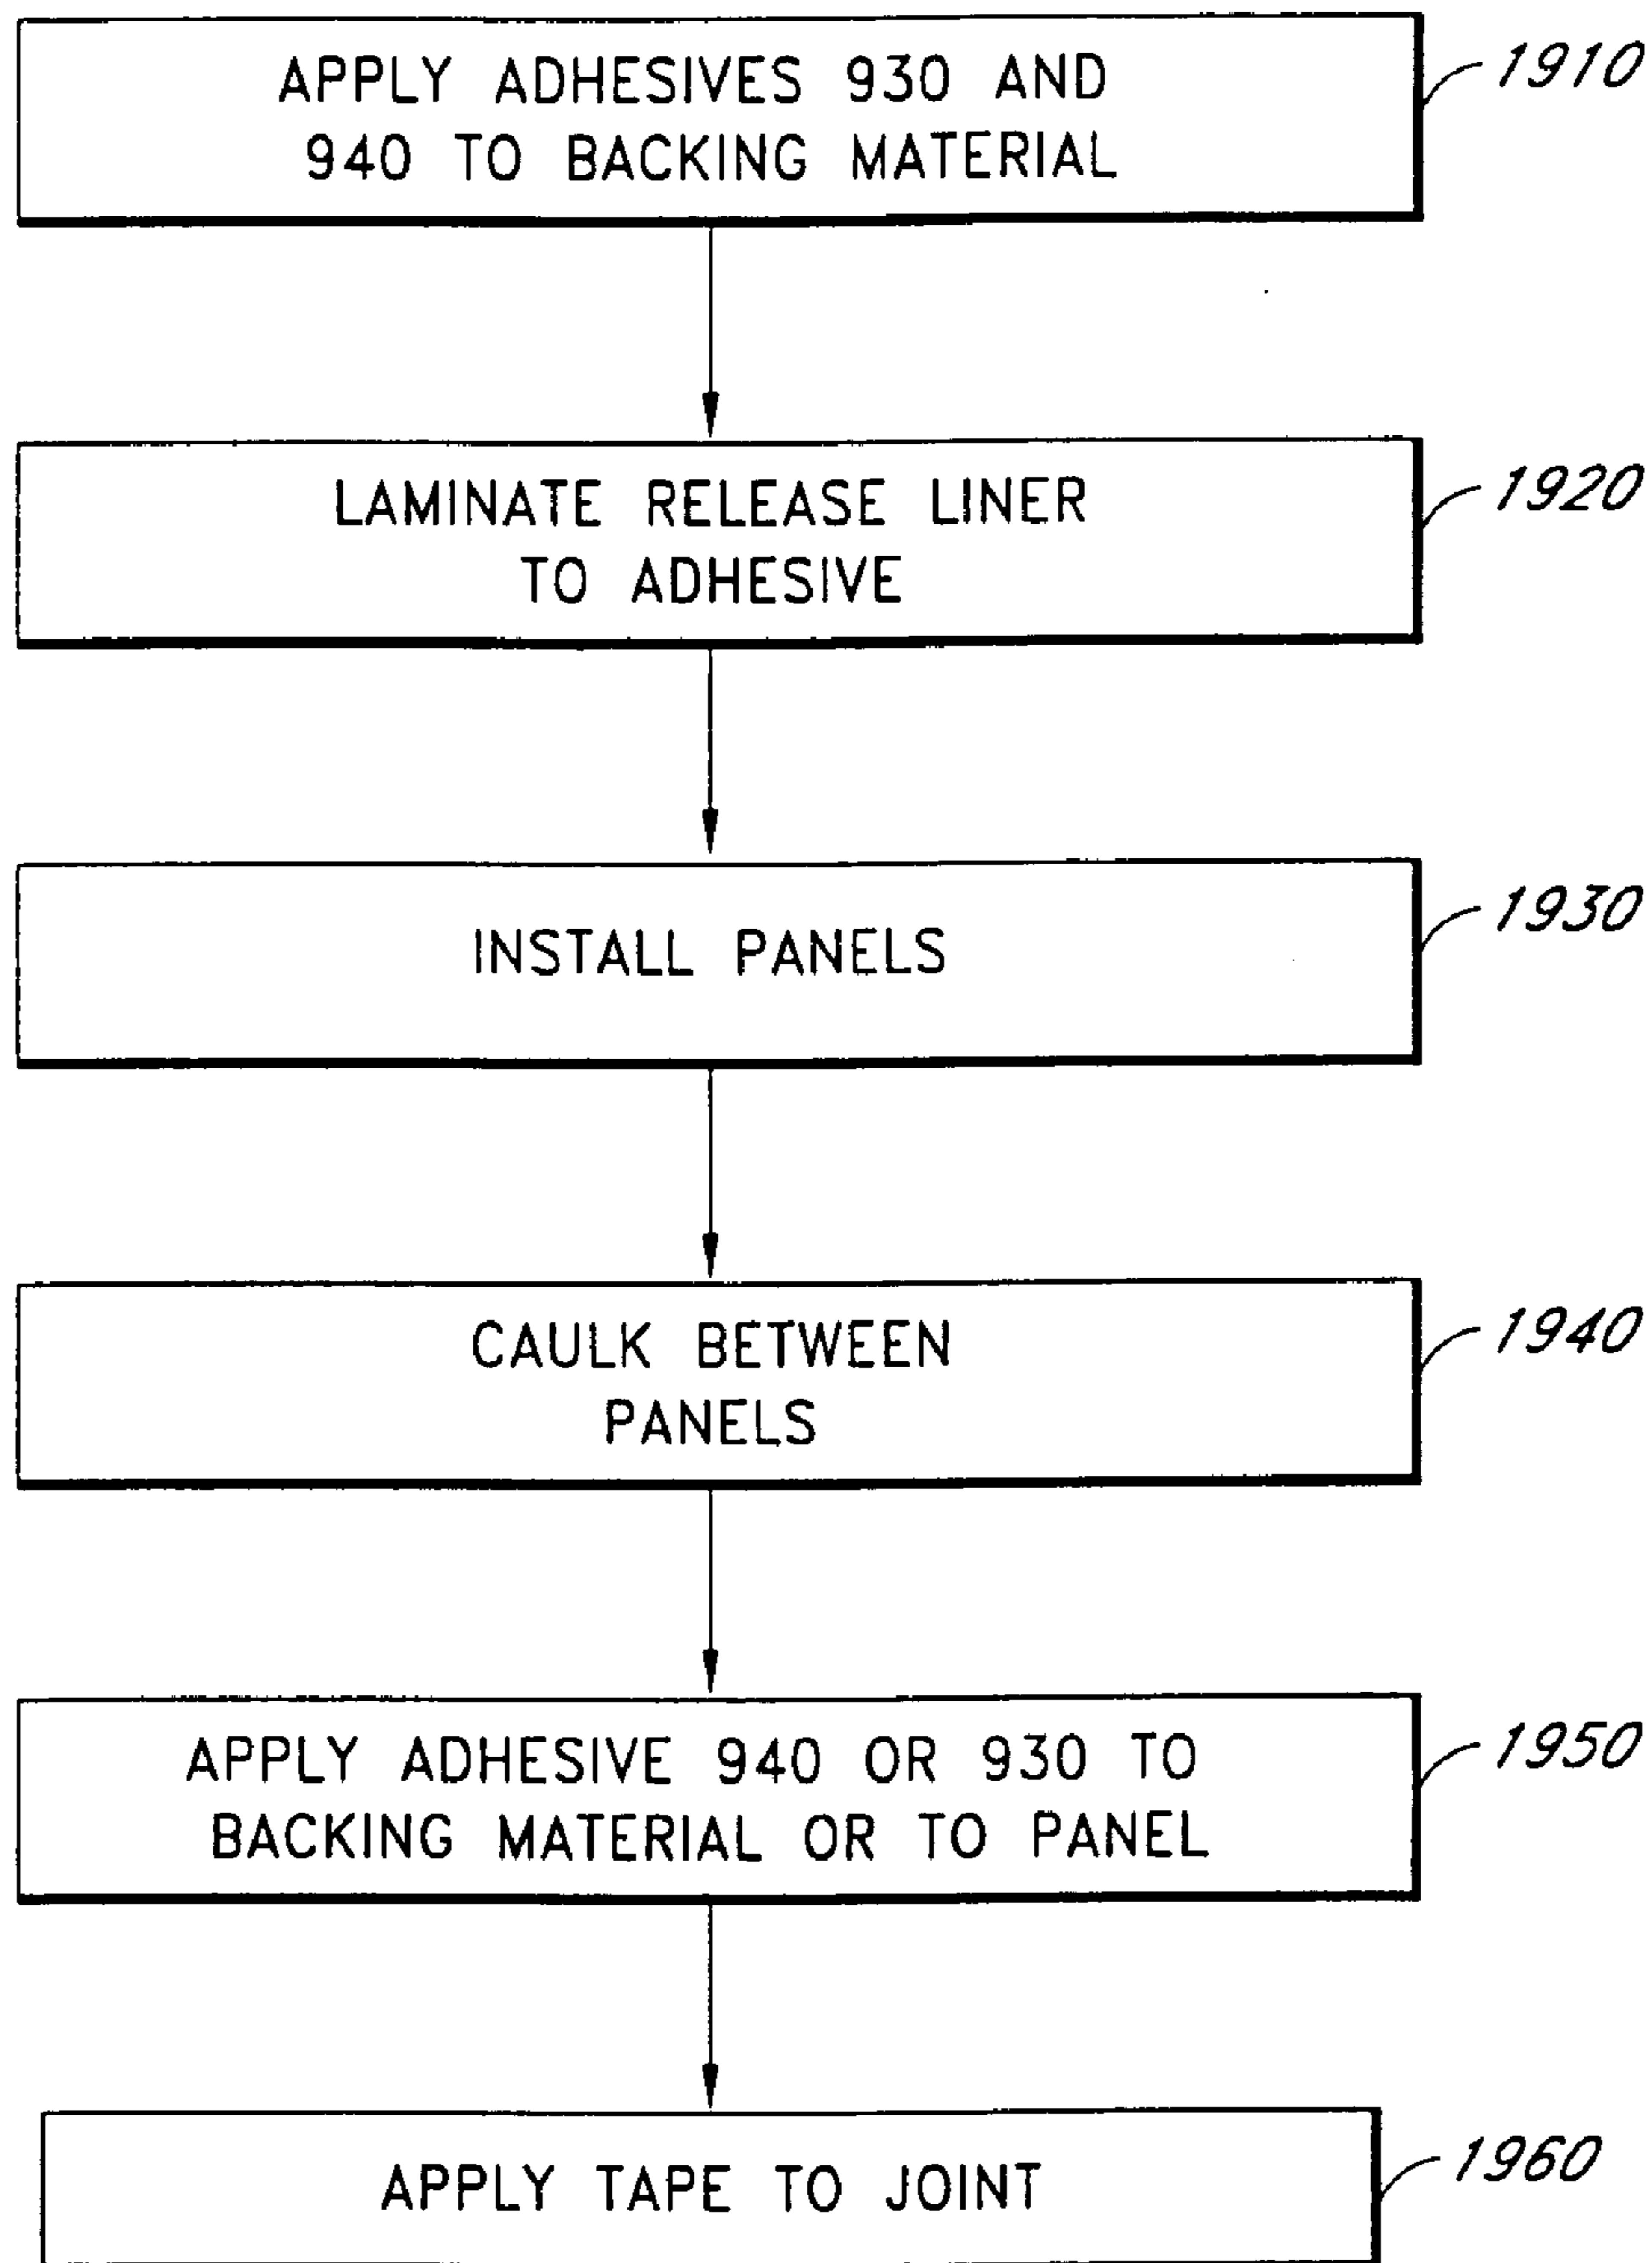 APPLY ADHESIVES 930 AND
940 TO BACKING MATERIAL
1910
LAMINATE RELEASE LINER
TO ADHESIVE
1920
INSTALL PANELS
1930
CAULK BETWEEN
PANELS
1940
APPLY ADHESIVE 940 OR 930 TO
BACKING MATERIAL OR TO PANEL
1950
APPLY TAPE TO JOINT
1960